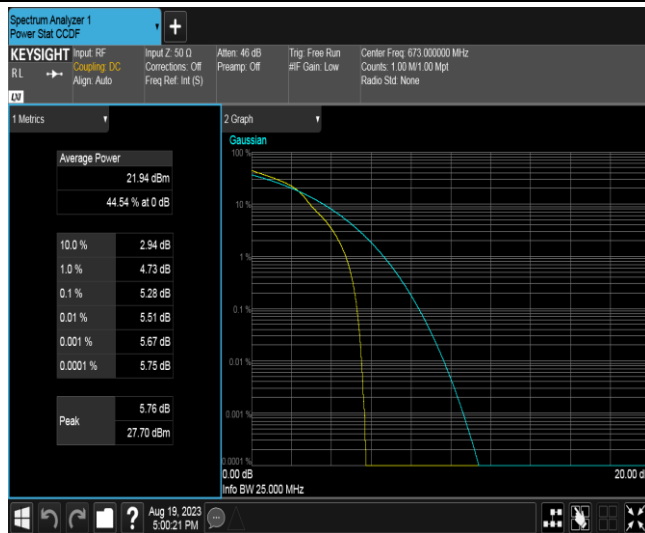 Spectrum Analyzer 1
Power Stat CCDF
+
KEYSIGHT
RL
LXI
Input: RF
Coupling: DC
Align: Auto
Input Z: 50 Ω
Corrections: Off
Freq Ref: Int (S)
Atten: 46 dB
Preamp: Off
Trig: Free Run
#IF Gain: Low
Center Freq: 673.000000 MHz
Counts: 1.00 M/1.00 Mpt
Radio Std: None
1 Metrics
Average Power
21.94 dBm
44.54 % at 0 dB
10.0 % 2.94 dB
1.0 % 4.73 dB
0.1 % 5.28 dB
0.01 % 5.51 dB
0.001 % 5.67 dB
0.0001 % 5.75 dB
Peak
5.76 dB
27.70 dBm
2 Graph
Gaussian
100 %
10 %
1 %
0.1 %
0.01 %
0.001 %
0.0001 %
0.00 dB
20.00 d
Info BW 25.000 MHz
?
Aug 19, 2023
5:00:21 PM